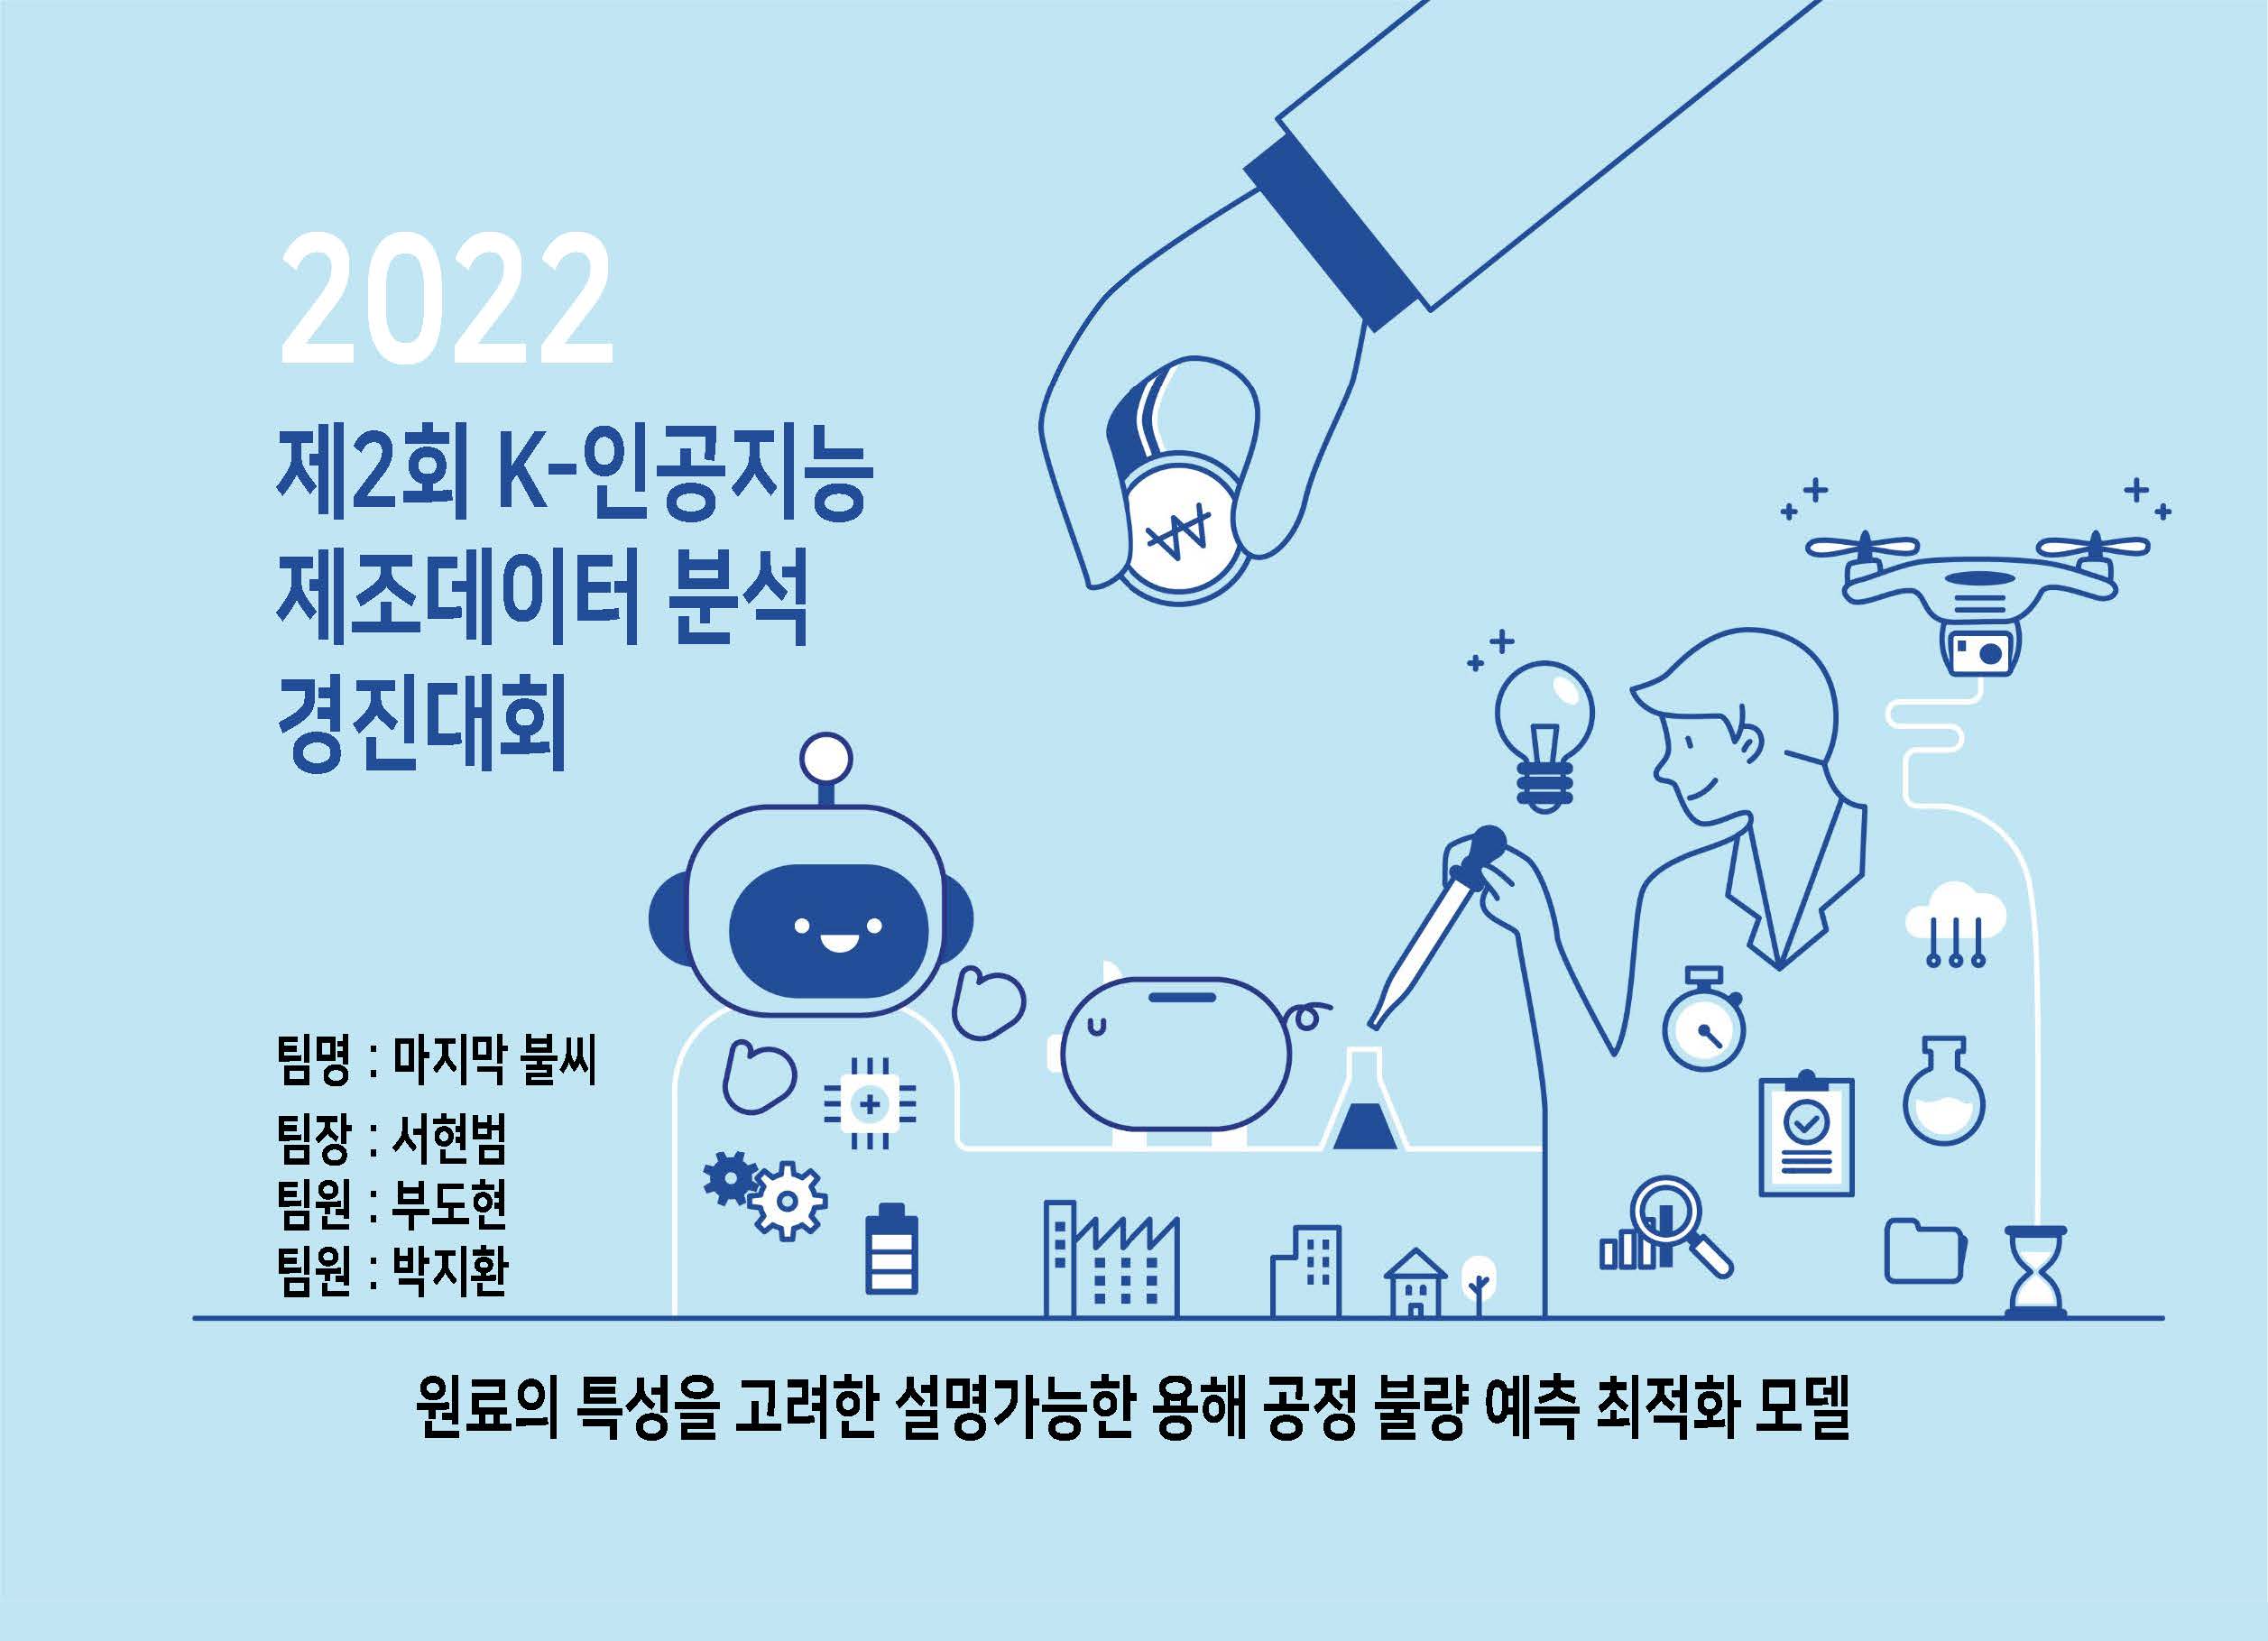 2022
제2회 K-인공지능
제조데이터 분석
경진대회
팀명 : 마지막 불씨
팀장 : 서현범
팀원 : 부도현
팀원 : 박지환
원료의 특성을 고려한 설명가능한 용해 공정 불량 예측 최적화 모델